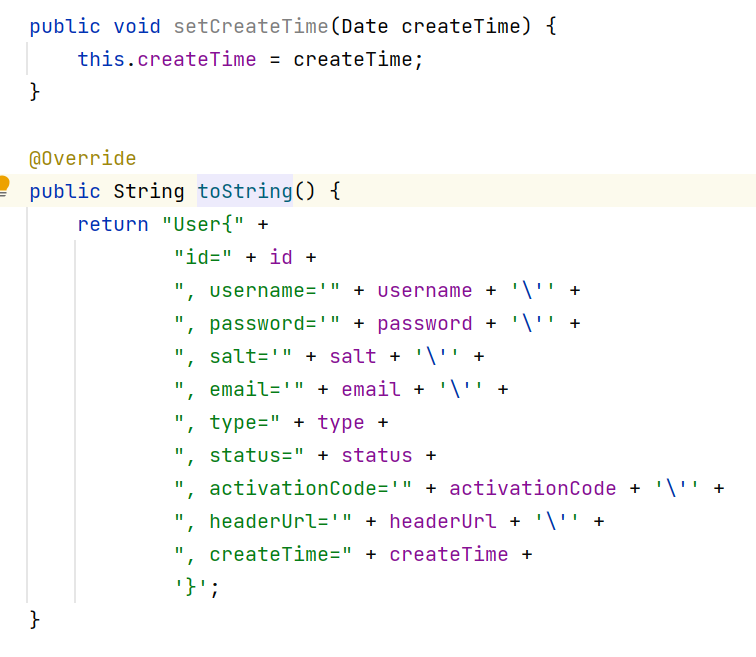 public void setCreateTime(Date createTime) {
    this.createTime = createTime;
}
@Override
public String toString() {
    return "User{" +
            "id=" + id +
            ", username='" + username + '\'' +
            ", password='" + password + '\'' +
            ", salt='" + salt + '\'' +
            ", email='" + email + '\'' +
            ", type=" + type +
            ", status=" + status +
            ", activationCode='" + activationCode + '\'' +
            ", headerUrl='" + headerUrl + '\'' +
            ", createTime=" + createTime +
            '}';
}